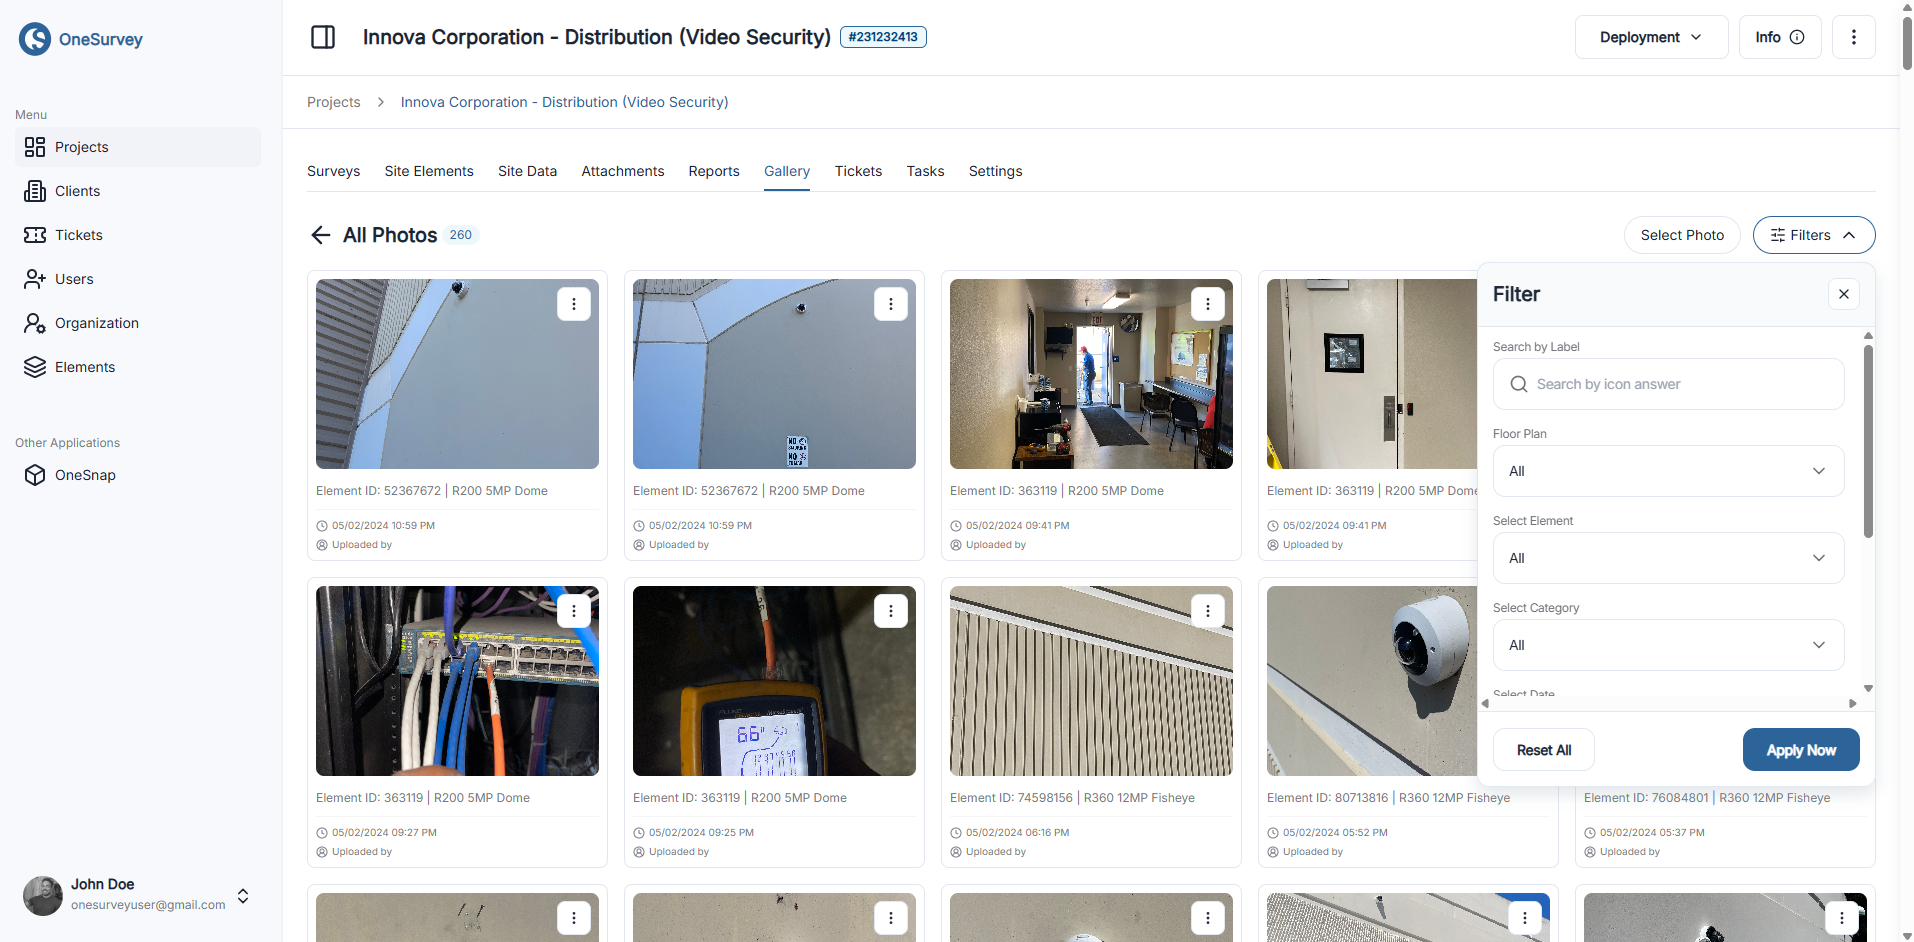 OneSurvey
Innova Corporation - Distribution (Video Security)
#231232413
Deployment
Info
Projects
Innova Corporation - Distribution (Video Security)
Menu
Projects
Clients
Tickets
Users
Organization
Elements
Other Applications
OneSnap
Surveys
Site Elements
Site Data
Attachments
Reports
Gallery
Tickets
Tasks
Settings
All Photos
260
Select Photo
Filters
Element ID: 52367672 | R200 5MP Dome
05/02/2024 10:59 PM
Uploaded by
Element ID: 52367672 | R200 5MP Dome
05/02/2024 10:59 PM
Uploaded by
Element ID: 363119 | R200 5MP Dome
05/02/2024 09:41 PM
Uploaded by
Element ID: 363119 | R200 5MP Dome
05/02/2024 09:41 PM
Uploaded by
Filter
Search by Label
Search by icon answer
Floor Plan
All
Select Element
All
Select Category
All
Select Date
Reset All
Apply Now
66
Element ID: 363119 | R200 5MP Dome
05/02/2024 09:27 PM
Uploaded by
Element ID: 363119 | R200 5MP Dome
05/02/2024 09:25 PM
Uploaded by
Element ID: 74598156 | R360 12MP Fisheye
05/02/2024 06:16 PM
Uploaded by
Element ID: 80713816 | R360 12MP Fisheye
05/02/2024 05:52 PM
Uploaded by
Element ID: 76084801 | R360 12MP Fisheye
05/02/2024 05:37 PM
Uploaded by
John Doe
onesurveyuser@gmail.com